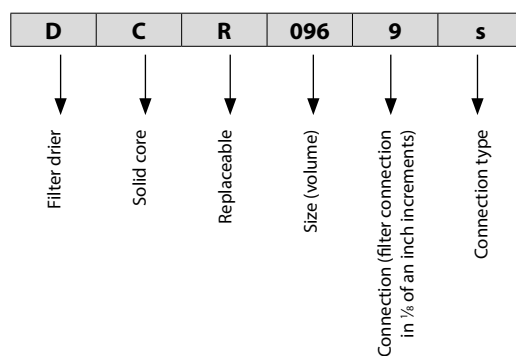 D C R 096 9 s
Filter drier
Solid core
Replaceable
Size (volume)
Connection (filter connection
in ⅛ of an inch increments)
Connection type